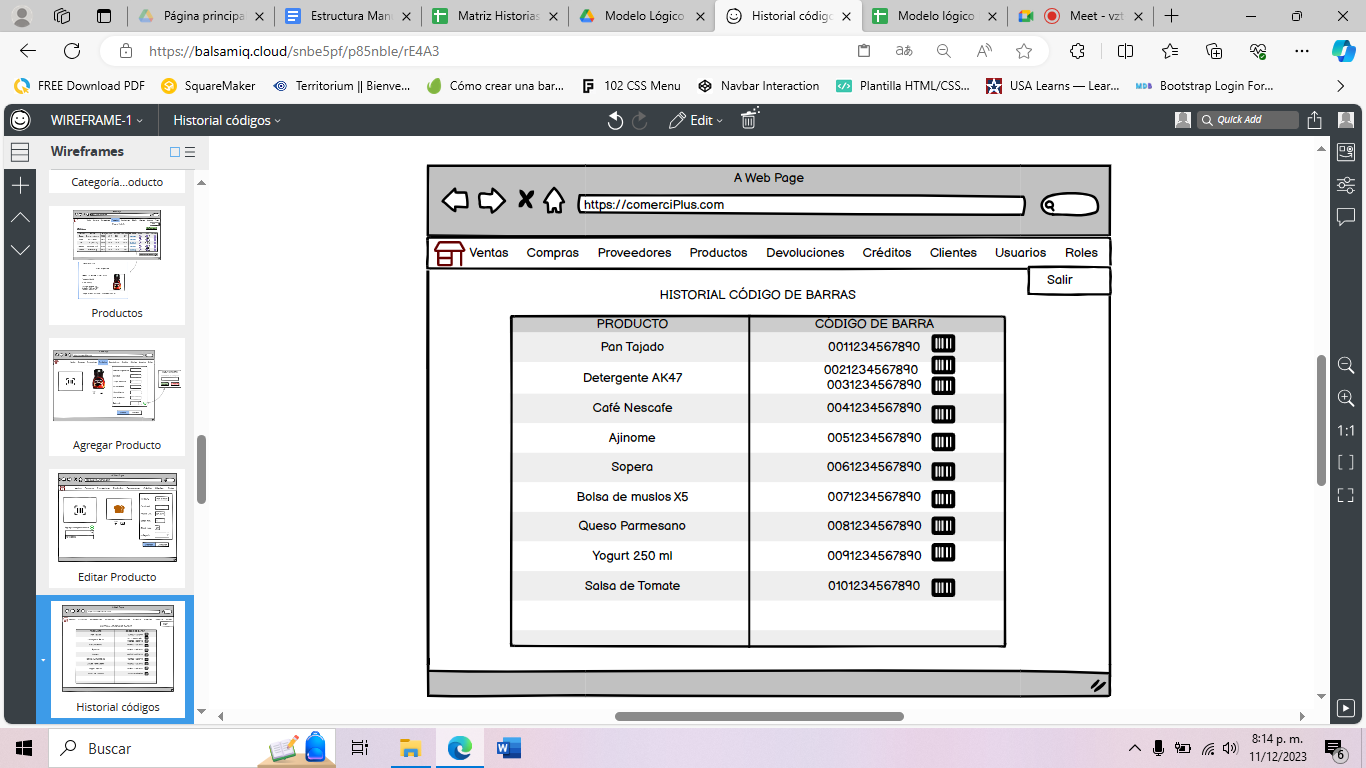 Página principa
Estructura Man
Matriz Historias
Modelo Lógico
Historial código
Modelo lógico
Meet - vzt
https://balsamiq.cloud/snbe5pf/p85nble/rE4A3
FREE Download PDF
SquareMaker
Territorium || Bienve...
Cómo crear una bar...
102 CSS Menu
Navbar Interaction
Plantilla HTML/CSS...
USA Learns — Lear...
Bootstrap Login For...
WIREFRAME-1
Historial códigos
Edit
Quick Add
Wireframes
Categoría...oducto
Productos
Agregar Producto
Editar Producto
Historial códigos
A Web Page
https://comerciPlus.com
Ventas Compras Proveedores Productos Devoluciones Créditos Clientes Usuarios Roles
Salir
HISTORIAL CÓDIGO DE BARRAS
PRODUCTO CÓDIGO DE BARRA
Pan Tajado 0011234567890
Detergente AK47 0021234567890
0031234567890
Café Nescafe 0041234567890
Ajinome 0051234567890
Sopera 0061234567890
Bolsa de muslos X5 0071234567890
Queso Parmesano 0081234567890
Yogurt 250 ml 0091234567890
Salsa de Tomate 0101234567890
1:1
Buscar
8:14 p. m.
11/12/2023
6